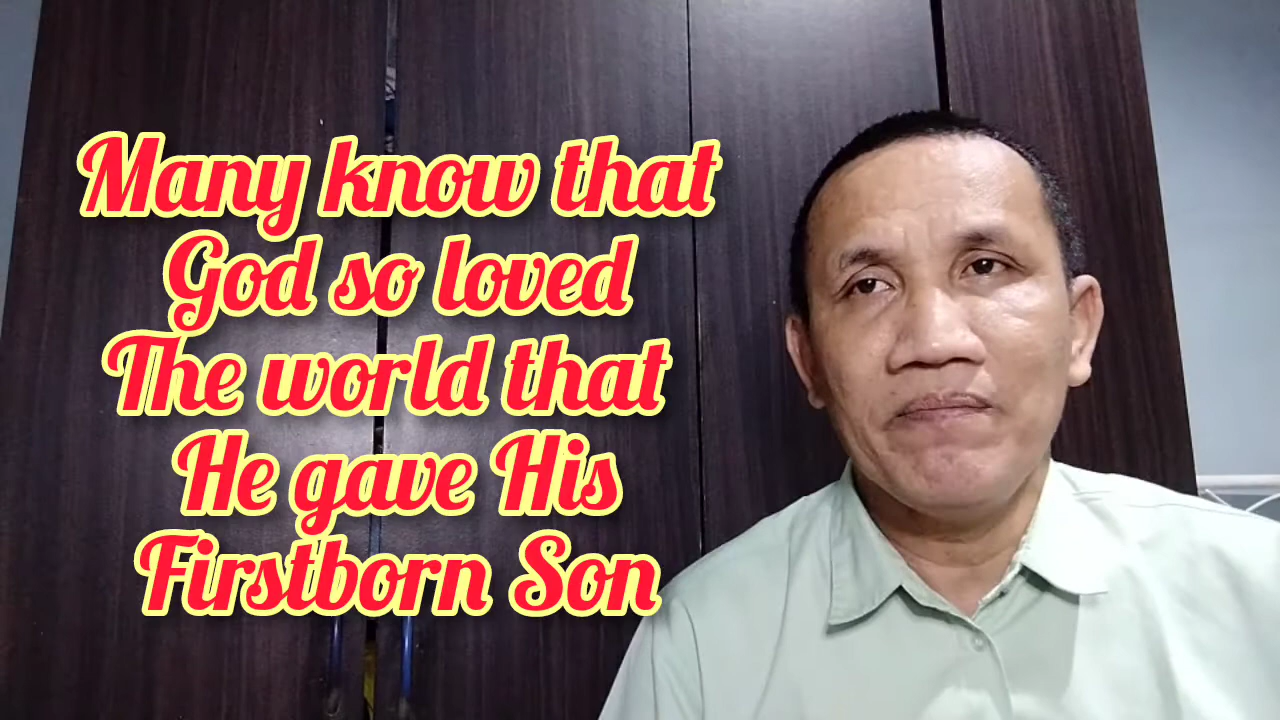 Many know that
God so loved
The world that
He gave His
Firstborn Son